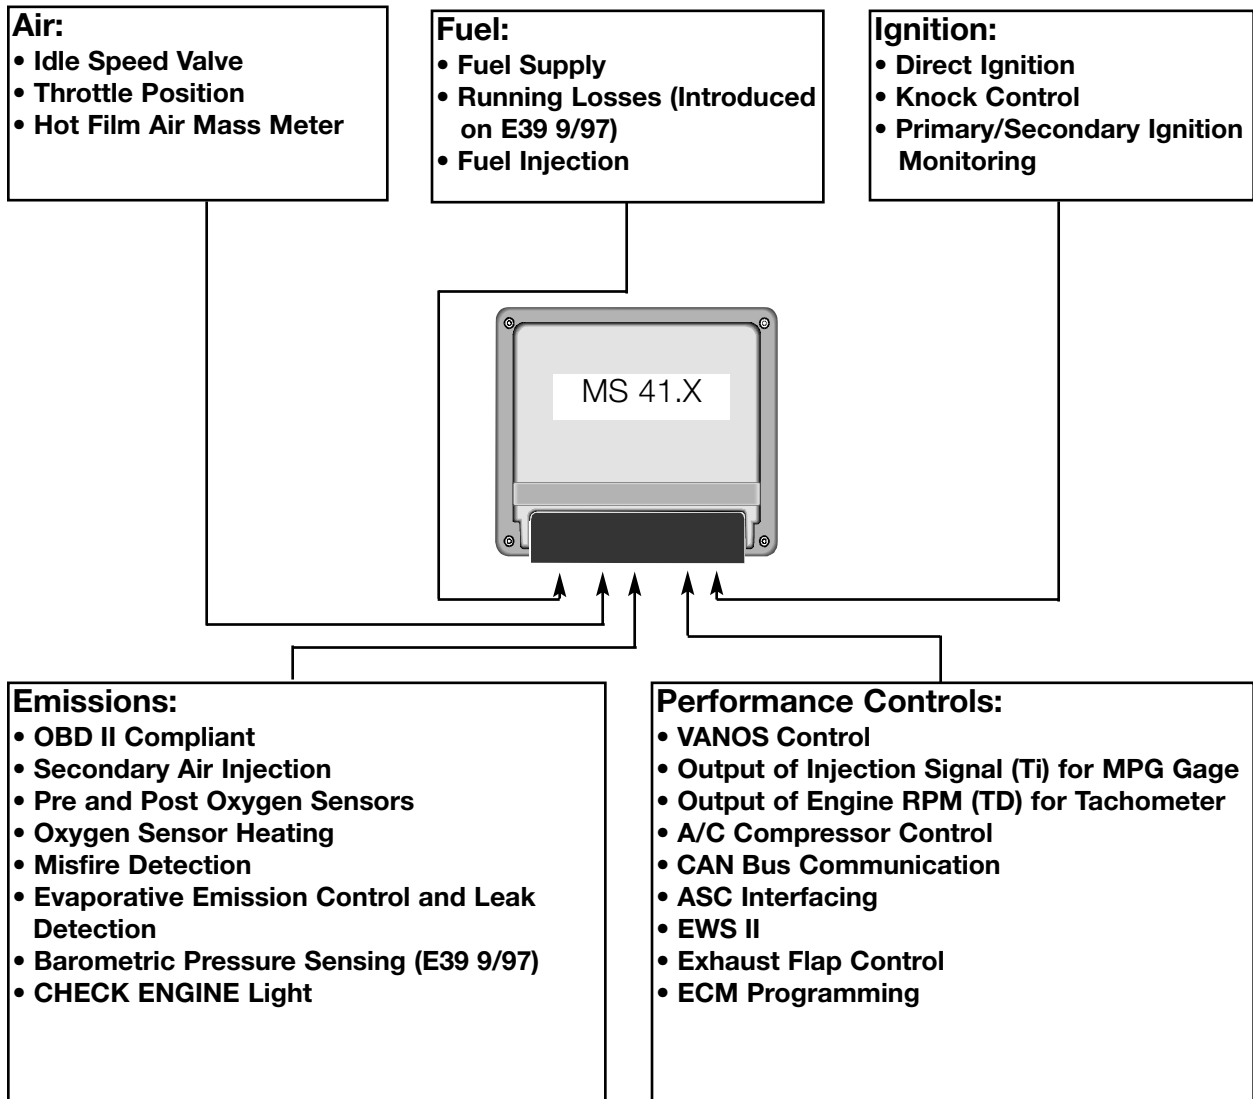 Air:
• Idle Speed Valve
• Throttle Position
• Hot Film Air Mass Meter
Fuel:
• Fuel Supply
• Running Losses (Introduced
on E39 9/97)
• Fuel Injection
Ignition:
• Direct Ignition
• Knock Control
• Primary/Secondary Ignition
Monitoring
MS 41.X
Emissions:
• OBD II Compliant
• Secondary Air Injection
• Pre and Post Oxygen Sensors
• Oxygen Sensor Heating
• Misfire Detection
• Evaporative Emission Control and Leak
Detection
• Barometric Pressure Sensing (E39 9/97)
• CHECK ENGINE Light
Performance Controls:
• VANOS Control
• Output of Injection Signal (Ti) for MPG Gage
• Output of Engine RPM (TD) for Tachometer
• A/C Compressor Control
• CAN Bus Communication
• ASC Interfacing
• EWS II
• Exhaust Flap Control
• ECM Programming